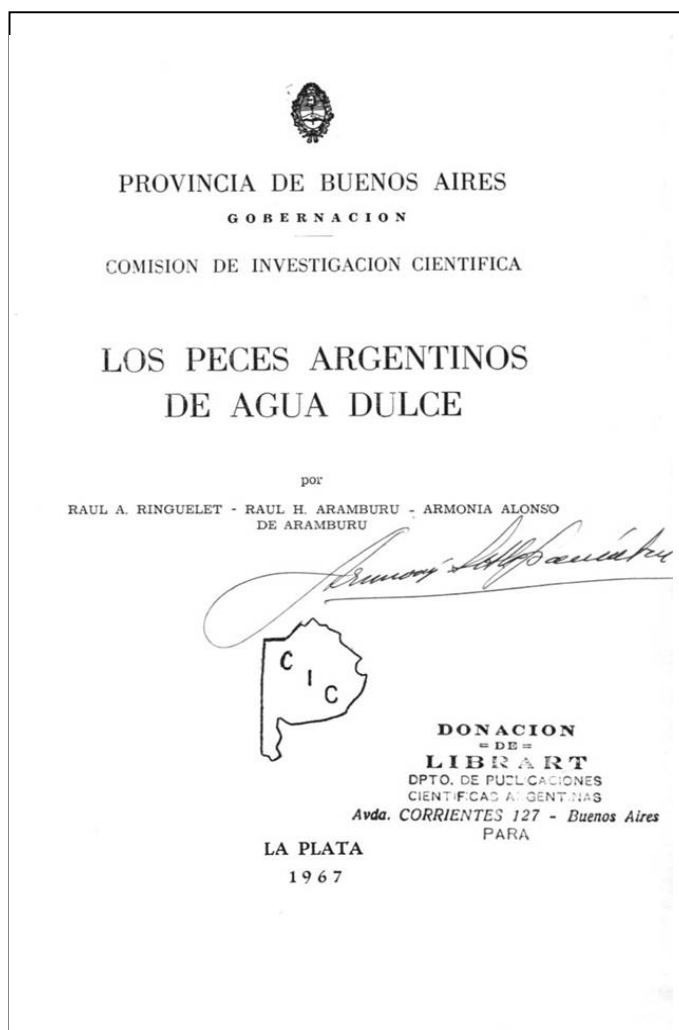 PROVINCIA DE BUENOS AIRES
GOBERNACION
COMISION DE INVESTIGACION CIENTIFICA
LOS PECES ARGENTINOS
DE AGUA DULCE
por
RAUL A. RINGUELET - RAUL H. ARAMBURU - ARMONIA ALONSO
DE ARAMBURU
C
I
C
DONACION
= DE =
LIBRART
DPTO. DE PUBLICACIONES
CIENTIFICAS ARGENTINAS
Avda. CORRIENTES 127 - Buenos Aires
PARA
LA PLATA
1967